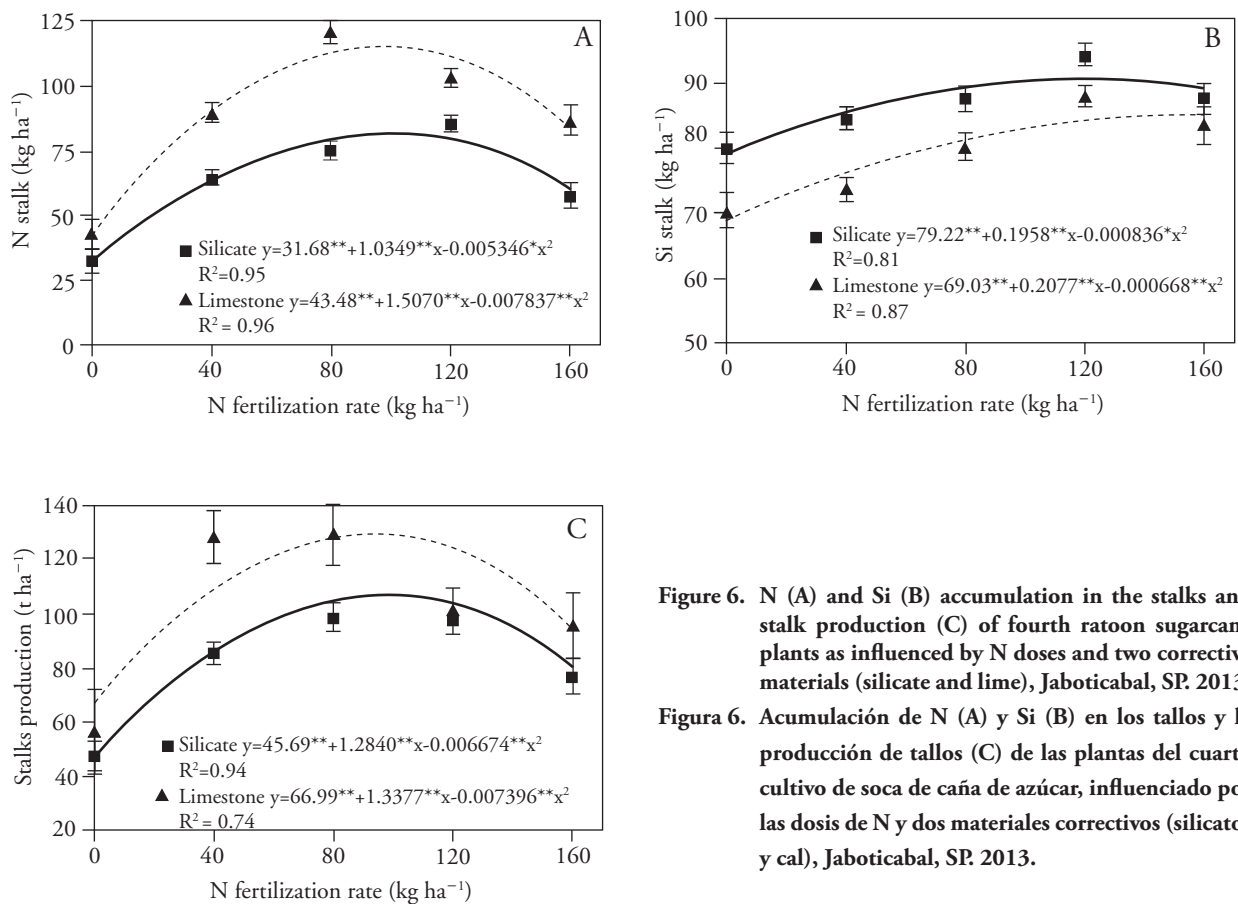 A
N stalk (kg ha⁻¹)
125
100
75
50
25
0
Silicate y=31.68**+1.0349**x-0.005346*x²
R²=0.95
Limestone y=43.48**+1.5070**x-0.007837**x²
R² = 0.96
0 40 80 120 160
N fertilization rate (kg ha⁻¹)
B
Si stalk (kg ha⁻¹)
100
90
80
70
60
50
Silicate y=79.22**+0.1958**x-0.000836*x²
R²=0.81
Limestone y=69.03**+0.2077**x-0.000668**x²
R² = 0.87
0 40 80 120 160
N fertilization rate (kg ha⁻¹)
C
Stalks production (t ha⁻¹)
140
120
100
80
60
40
20
Silicate y=45.69**+1.2840**x-0.006674**x²
R²=0.94
Limestone y=66.99**+1.3377**x-0.007396**x²
R² = 0.74
0 40 80 120 160
N fertilization rate (kg ha⁻¹)
Figure 6. N (A) and Si (B) accumulation in the stalks an
stalk production (C) of fourth ratoon sugarcan
plants as influenced by N doses and two correctiv
materials (silicate and lime), Jaboticabal, SP. 2013
Figura 6. Acumulación de N (A) y Si (B) en los tallos y l
producción de tallos (C) de las plantas del cuart
cultivo de soca de caña de azúcar, influenciado po
las dosis de N y dos materiales correctivos (silicato
y cal), Jaboticabal, SP. 2013.